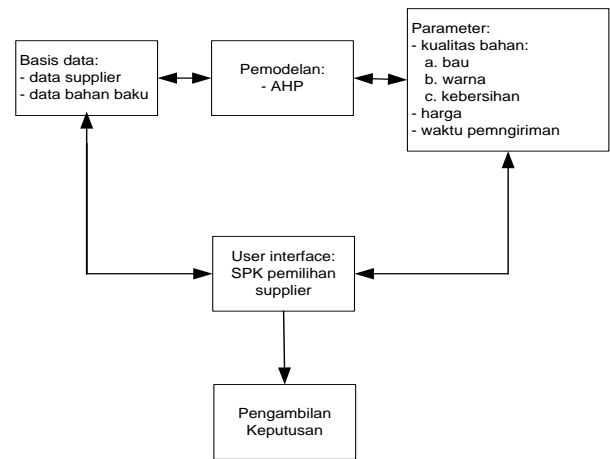 Basis data:
- data supplier
- data bahan baku
Pemodelan:
- AHP
Parameter:
- kualitas bahan:
a. bau
b. warna
c. kebersihan
- harga
- waktu pemngiriman
User interface:
SPK pemilihan
supplier
Pengambilan
Keputusan